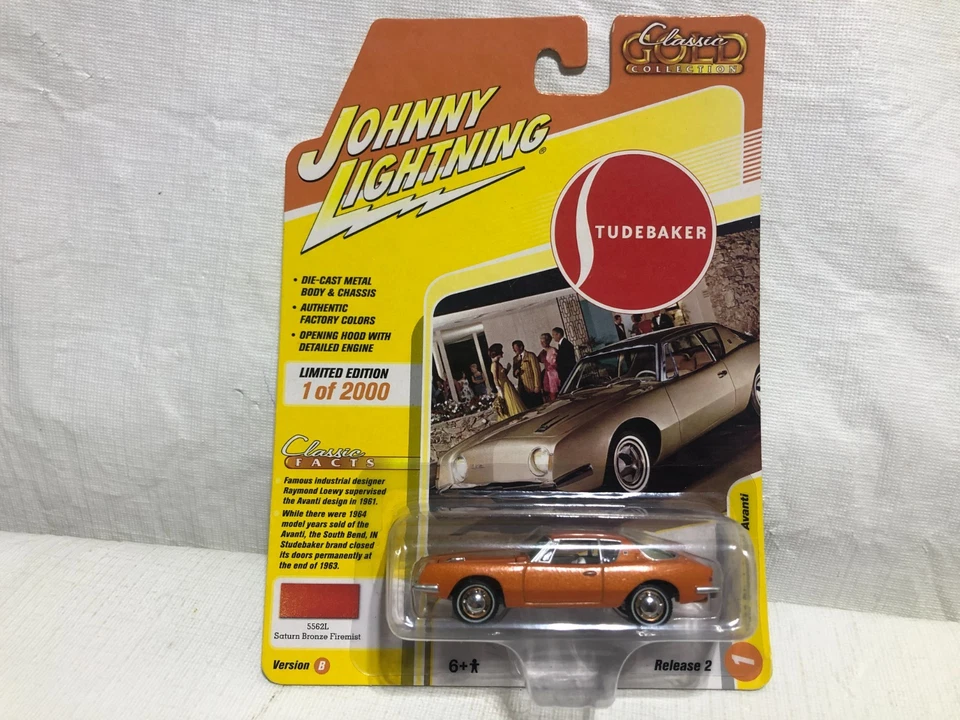 Classic
GOLD
COLLECTION
JOHNNY
LIGHTNING®
STUDEBAKER
• DIE-CAST METAL
BODY & CHASSIS
• AUTHENTIC
FACTORY COLORS
• OPENING HOOD WITH
DETAILED ENGINE
LIMITED EDITION
1 of 2000
Classic
FACTS
Famous industrial designer
Raymond Loewy supervised
the Avanti design in 1961.
While there were 1964
model years sold of the
Avanti, the South Bend, IN
Studebaker brand closed
its doors permanently at
the end of 1963.
Avanti
5562L
Saturn Bronze Firemist
Version B
6+
Release 2
1